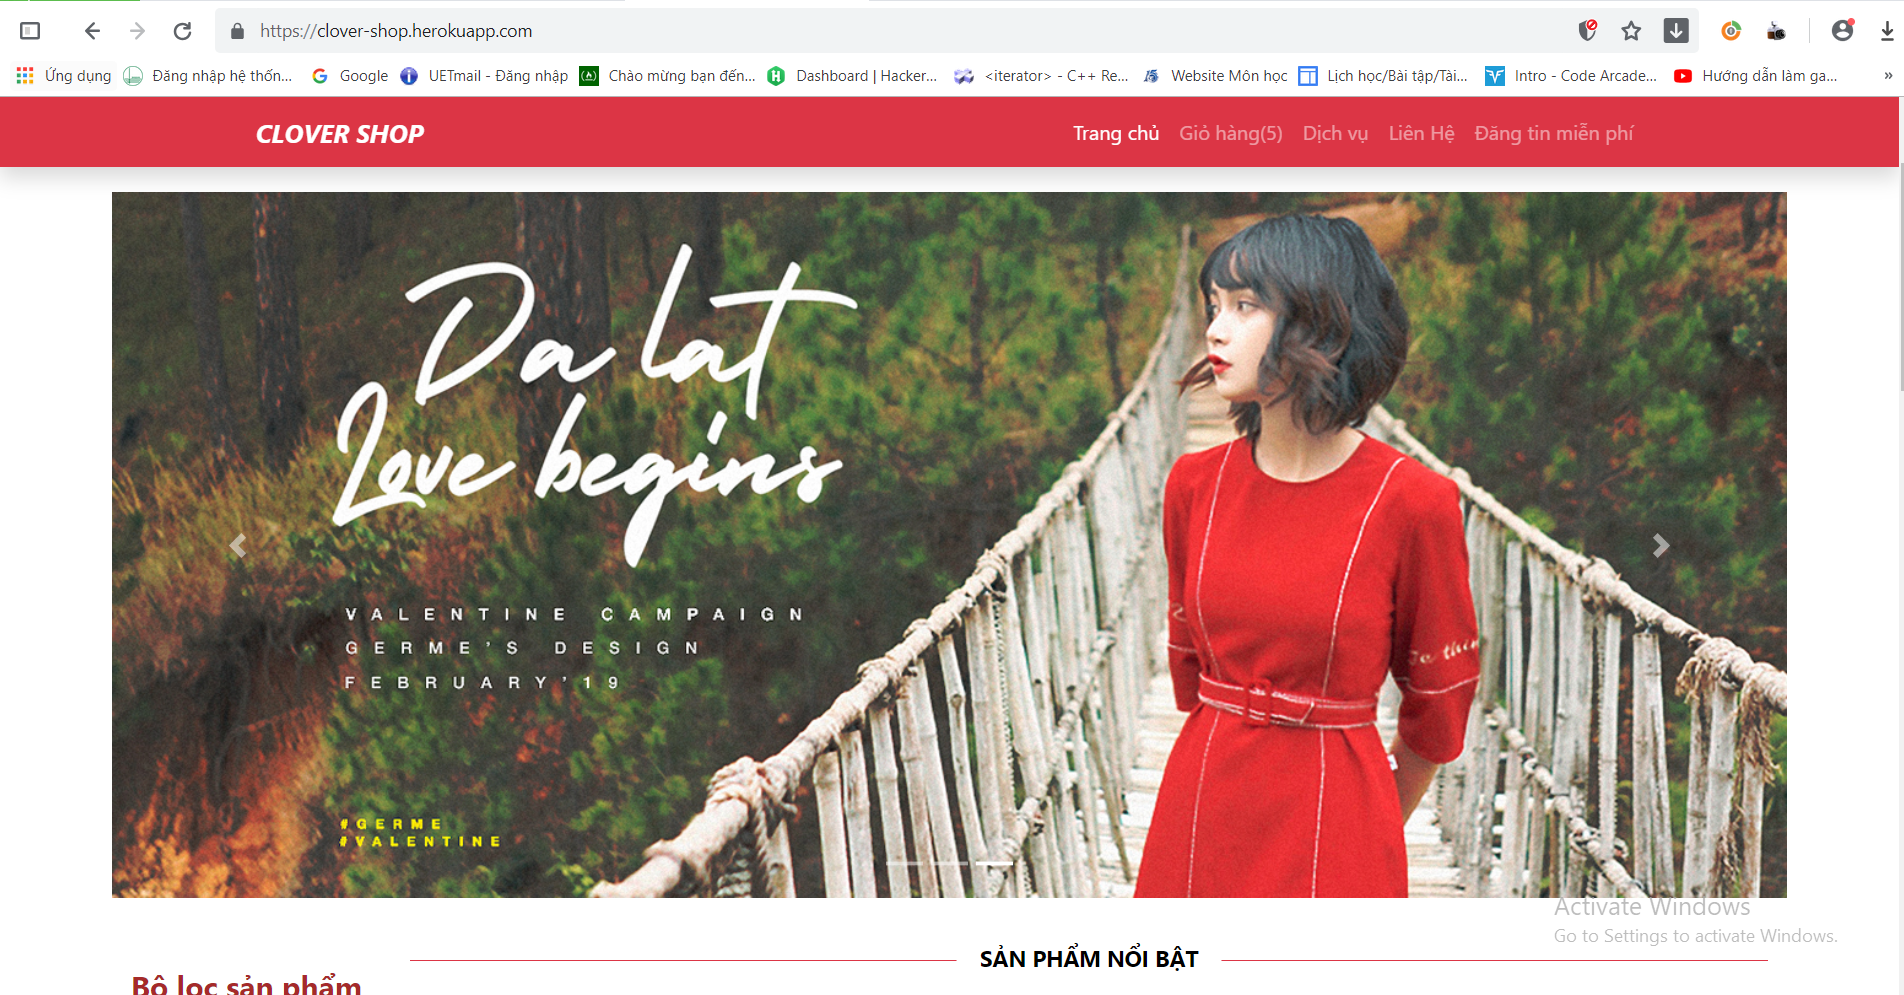 https://clover-shop.herokuapp.com
Ứng dụng Đăng nhập hệ thốn... Google UETmail - Đăng nhập Chào mừng bạn đến... Dashboard | Hacker... <iterator> - C++ Re... Website Môn học Lịch học/Bài tập/Tài... Intro - Code Arcade... Hướng dẫn làm ga... »
CLOVER SHOP Trang chủ Giỏ hàng(5) Dịch vụ Liên Hệ Đăng tin miễn phí
Da lat
Love begins
VALENTINE CAMPAIGN
GERME'S DESIGN
FEBRUARY'19
#GERME
#VALENTINE
Activate Windows
Go to Settings to activate Windows.
SẢN PHẨM NỔI BẬT
Bộ lọc sản phẩm